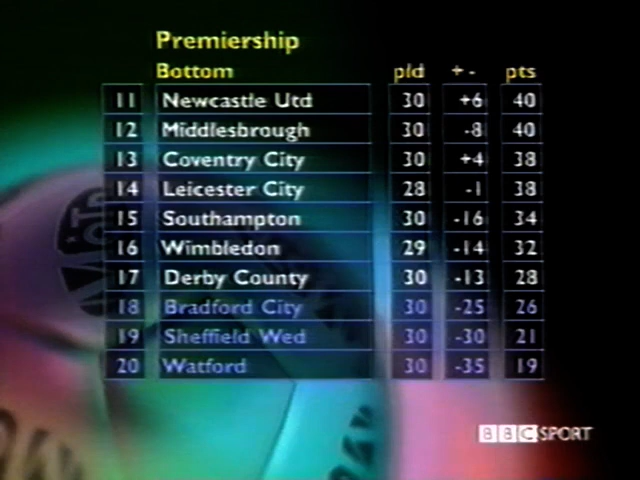 Premiership
Bottom pld + - pts
11 Newcastle Utd 30 +6 40
12 Middlesbrough 30 -8 40
13 Coventry City 30 +4 38
14 Leicester City 28 -1 38
15 Southampton 30 -16 34
16 Wimbledon 29 -14 32
17 Derby County 30 -13 28
18 Bradford City 30 -25 26
19 Sheffield Wed 30 -30 21
20 Watford 30 -35 19
BBC SPORT